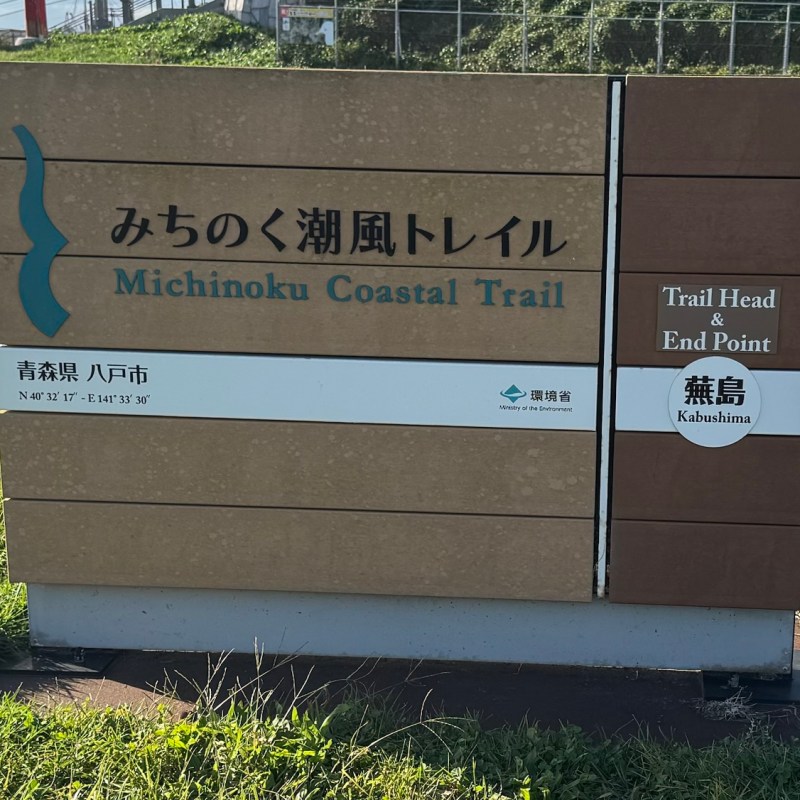 みちのく潮風トレイル
Michinoku Coastal Trail
青森県 八戸市
N 40° 32′ 17″ - E 141° 33′ 30″
環境省
Ministry of the Environment
Trail Head
&
End Point
蕪島
Kabushima